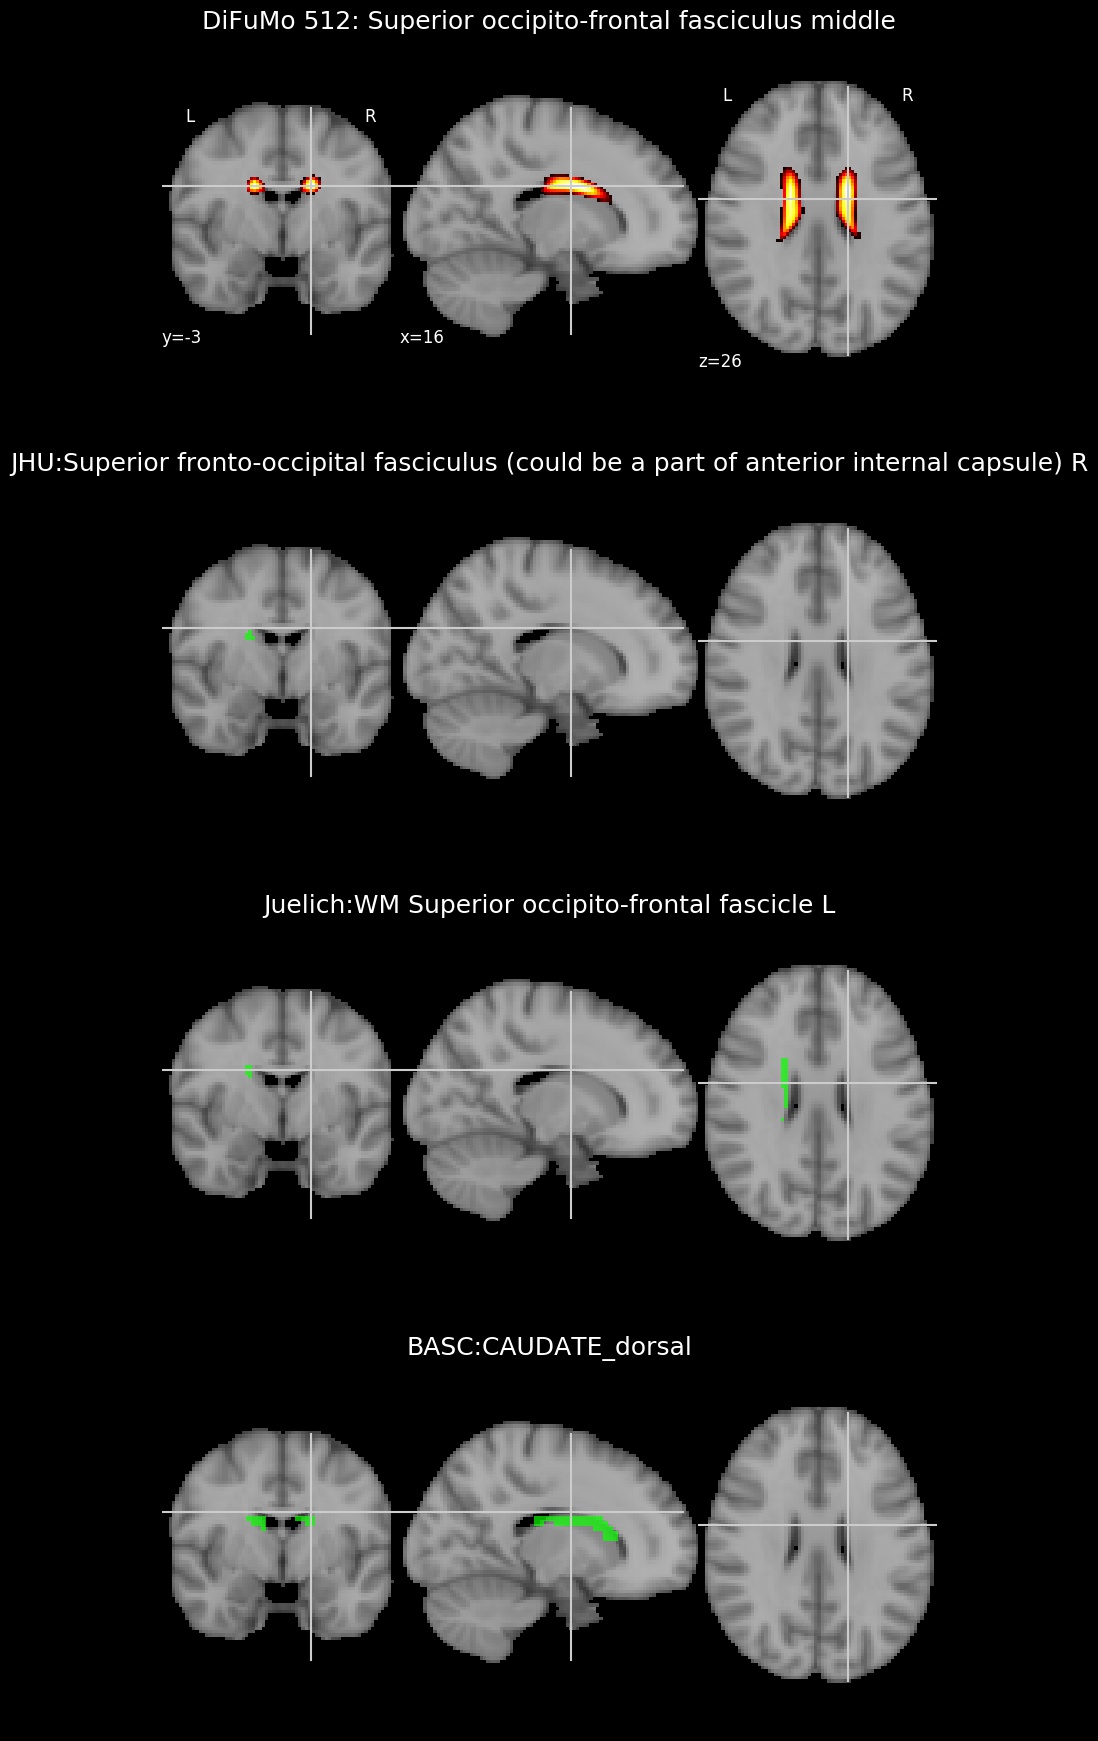 DiFuMo 512: Superior occipito-frontal fasciculus middle
L R
L R
y=-3
x=16
z=26
JHU:Superior fronto-occipital fasciculus (could be a part of anterior internal capsule) R
Juelich:WM Superior occipito-frontal fascicle L
BASC:CAUDATE_dorsal